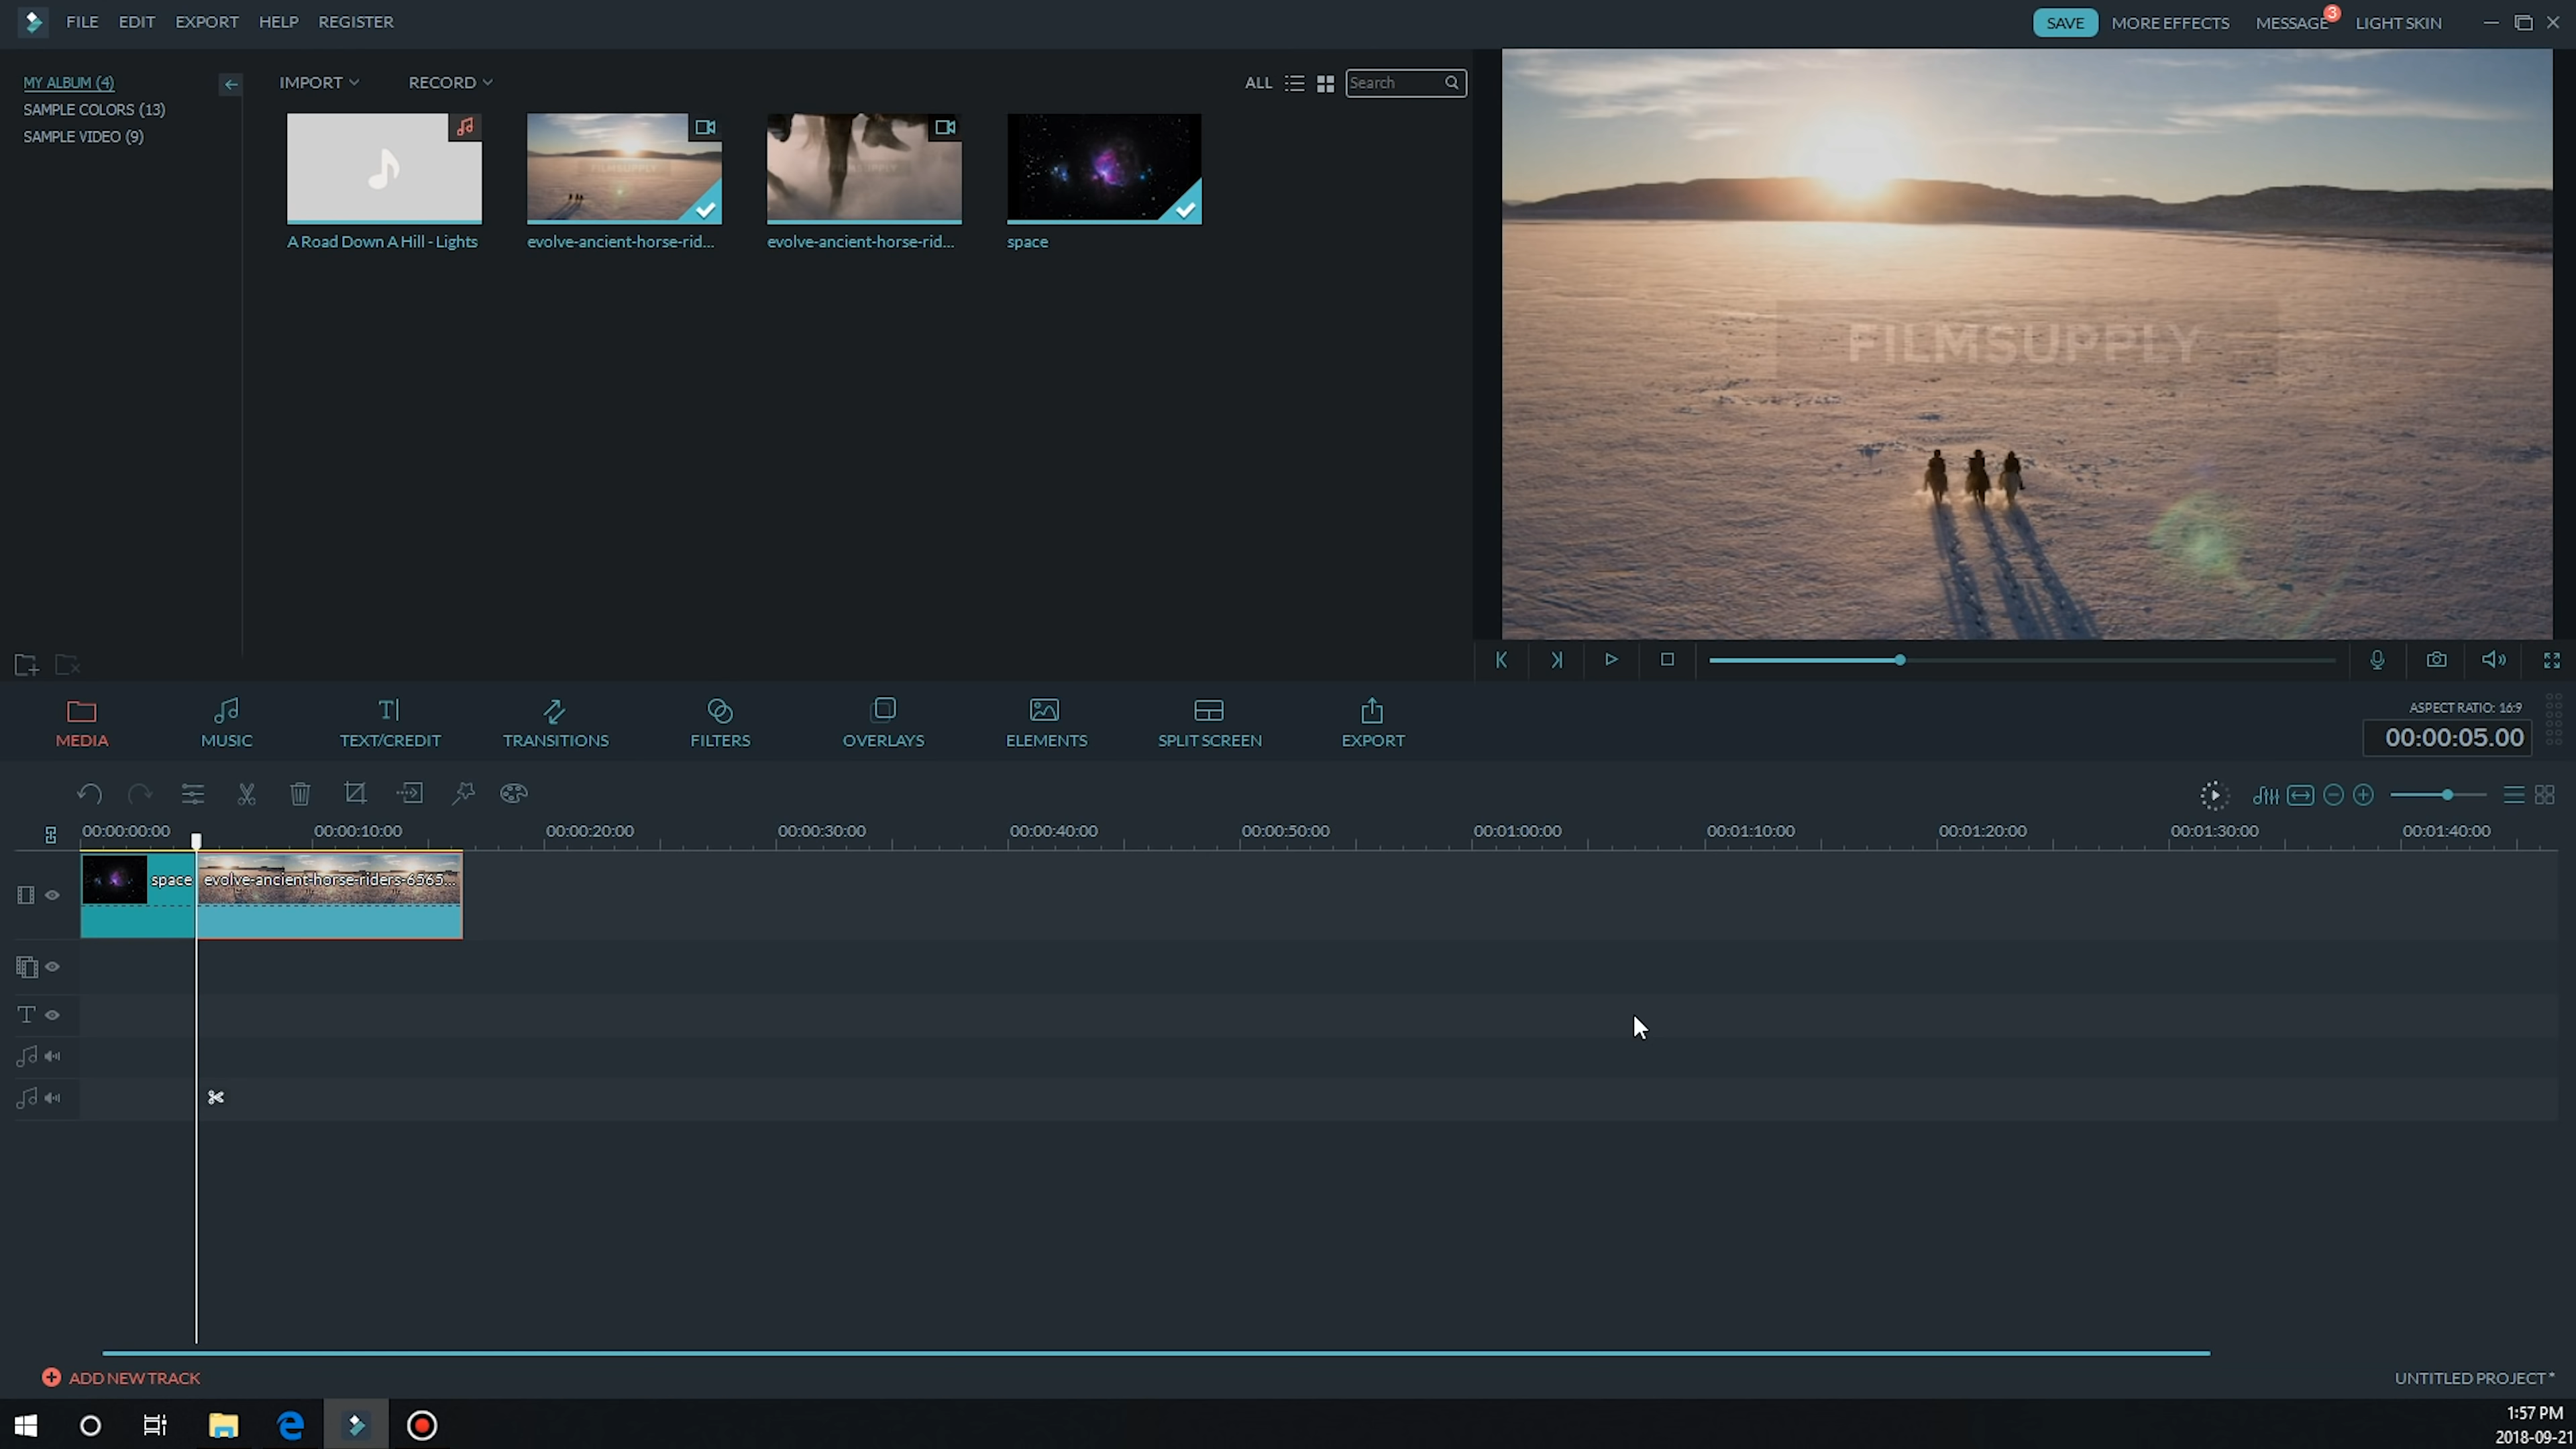 FILE EDIT EXPORT HELP REGISTER
SAVE MORE EFFECTS MESSAGE 3 LIGHT SKIN
MY ALBUM (4)
SAMPLE COLORS (13)
SAMPLE VIDEO (9)
IMPORT RECORD
ALL Search
A Road Down A Hill - Lights
evolve-ancient-horse-rid...
evolve-ancient-horse-rid...
space
FILMSUPPLY
MEDIA MUSIC TEXT/CREDIT TRANSITIONS FILTERS OVERLAYS ELEMENTS SPLIT SCREEN EXPORT
ASPECT RATIO: 16:9
00:00:05.00
00:00:00:00 00:00:10:00 00:00:20:00 00:00:30:00 00:00:40:00 00:00:50:00 00:01:00:00 00:01:10:00 00:01:20:00 00:01:30:00 00:01:40:00
space evolve-ancient-horse-riders-6565...
ADD NEW TRACK
UNTITLED PROJECT *
1:57 PM
2018-09-21